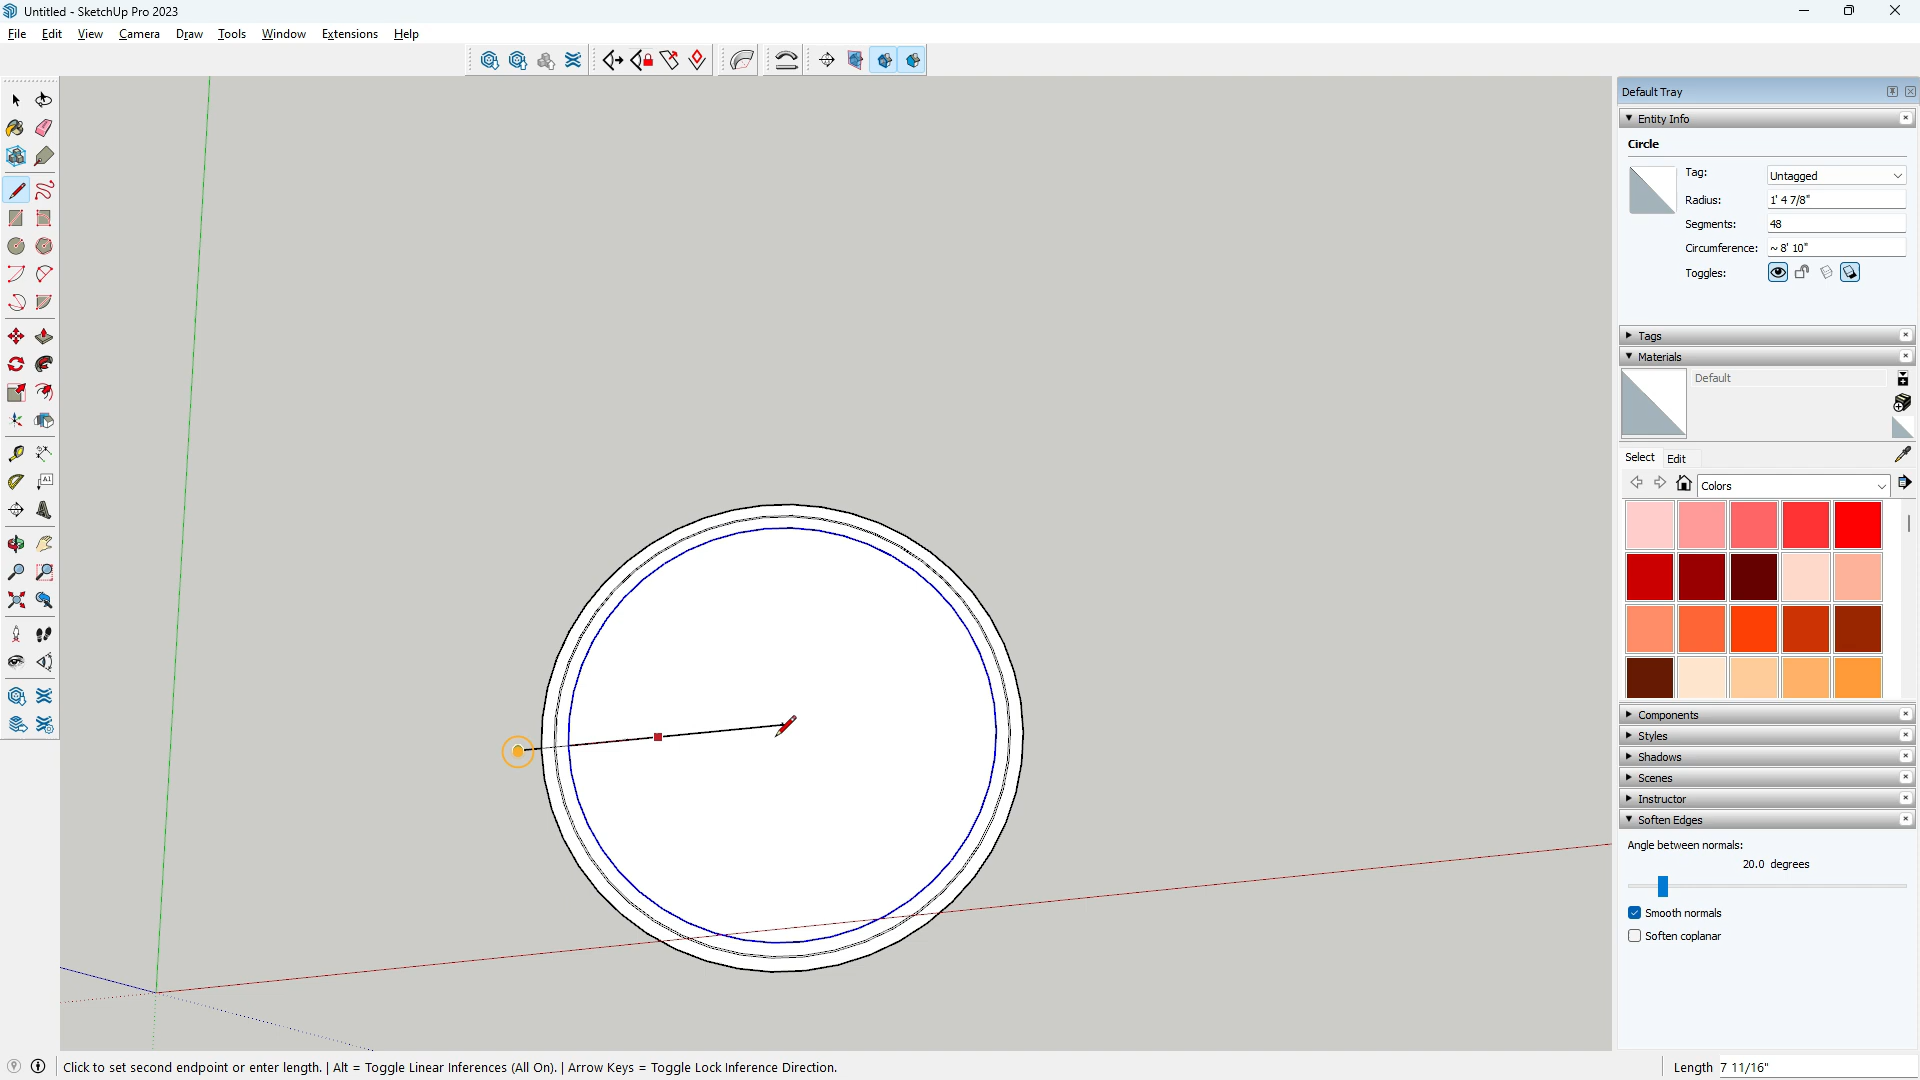 Untitled - SketchUp Pro 2023
File Edit View Camera Draw Tools Window Extensions Help
Default Tray
Entity Info
Circle
Tag: Untagged
Radius: 1' 4 7/8"
Segments: 48
Circumference: ~ 8' 10"
Toggles:
Tags
Materials
Default
Select Edit
Colors
A1
Components
Styles
Shadows
Scenes
Instructor
Soften Edges
Angle between normals:
20.0 degrees
Smooth normals
Soften coplanar
Click to set second endpoint or enter length. | Alt = Toggle Linear Inferences (All On). | Arrow Keys = Toggle Lock Inference Direction.
Length 7 11/16"